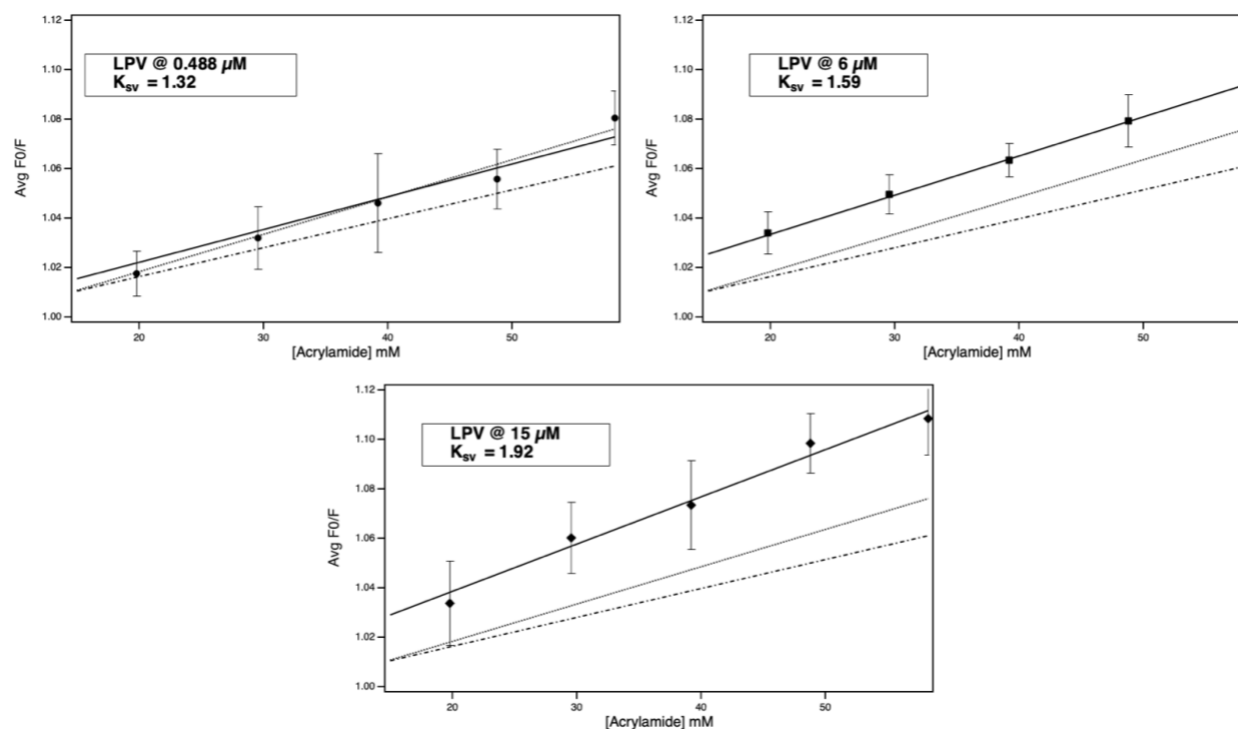 1.12
1.10
1.08
1.06
1.04
1.02
1.00
Avg F0/F
LPV @ 0.488 µM
Ksv = 1.32
20
30
40
50
[Acrylamide] mM
1.12
1.10
1.08
1.06
1.04
1.02
1.00
Avg F0/F
LPV @ 6 µM
Ksv = 1.59
20
30
40
50
[Acrylamide] mM
1.12
1.10
1.08
1.06
1.04
1.02
1.00
Avg F0/F
LPV @ 15 µM
Ksv = 1.92
20
30
40
50
[Acrylamide] mM